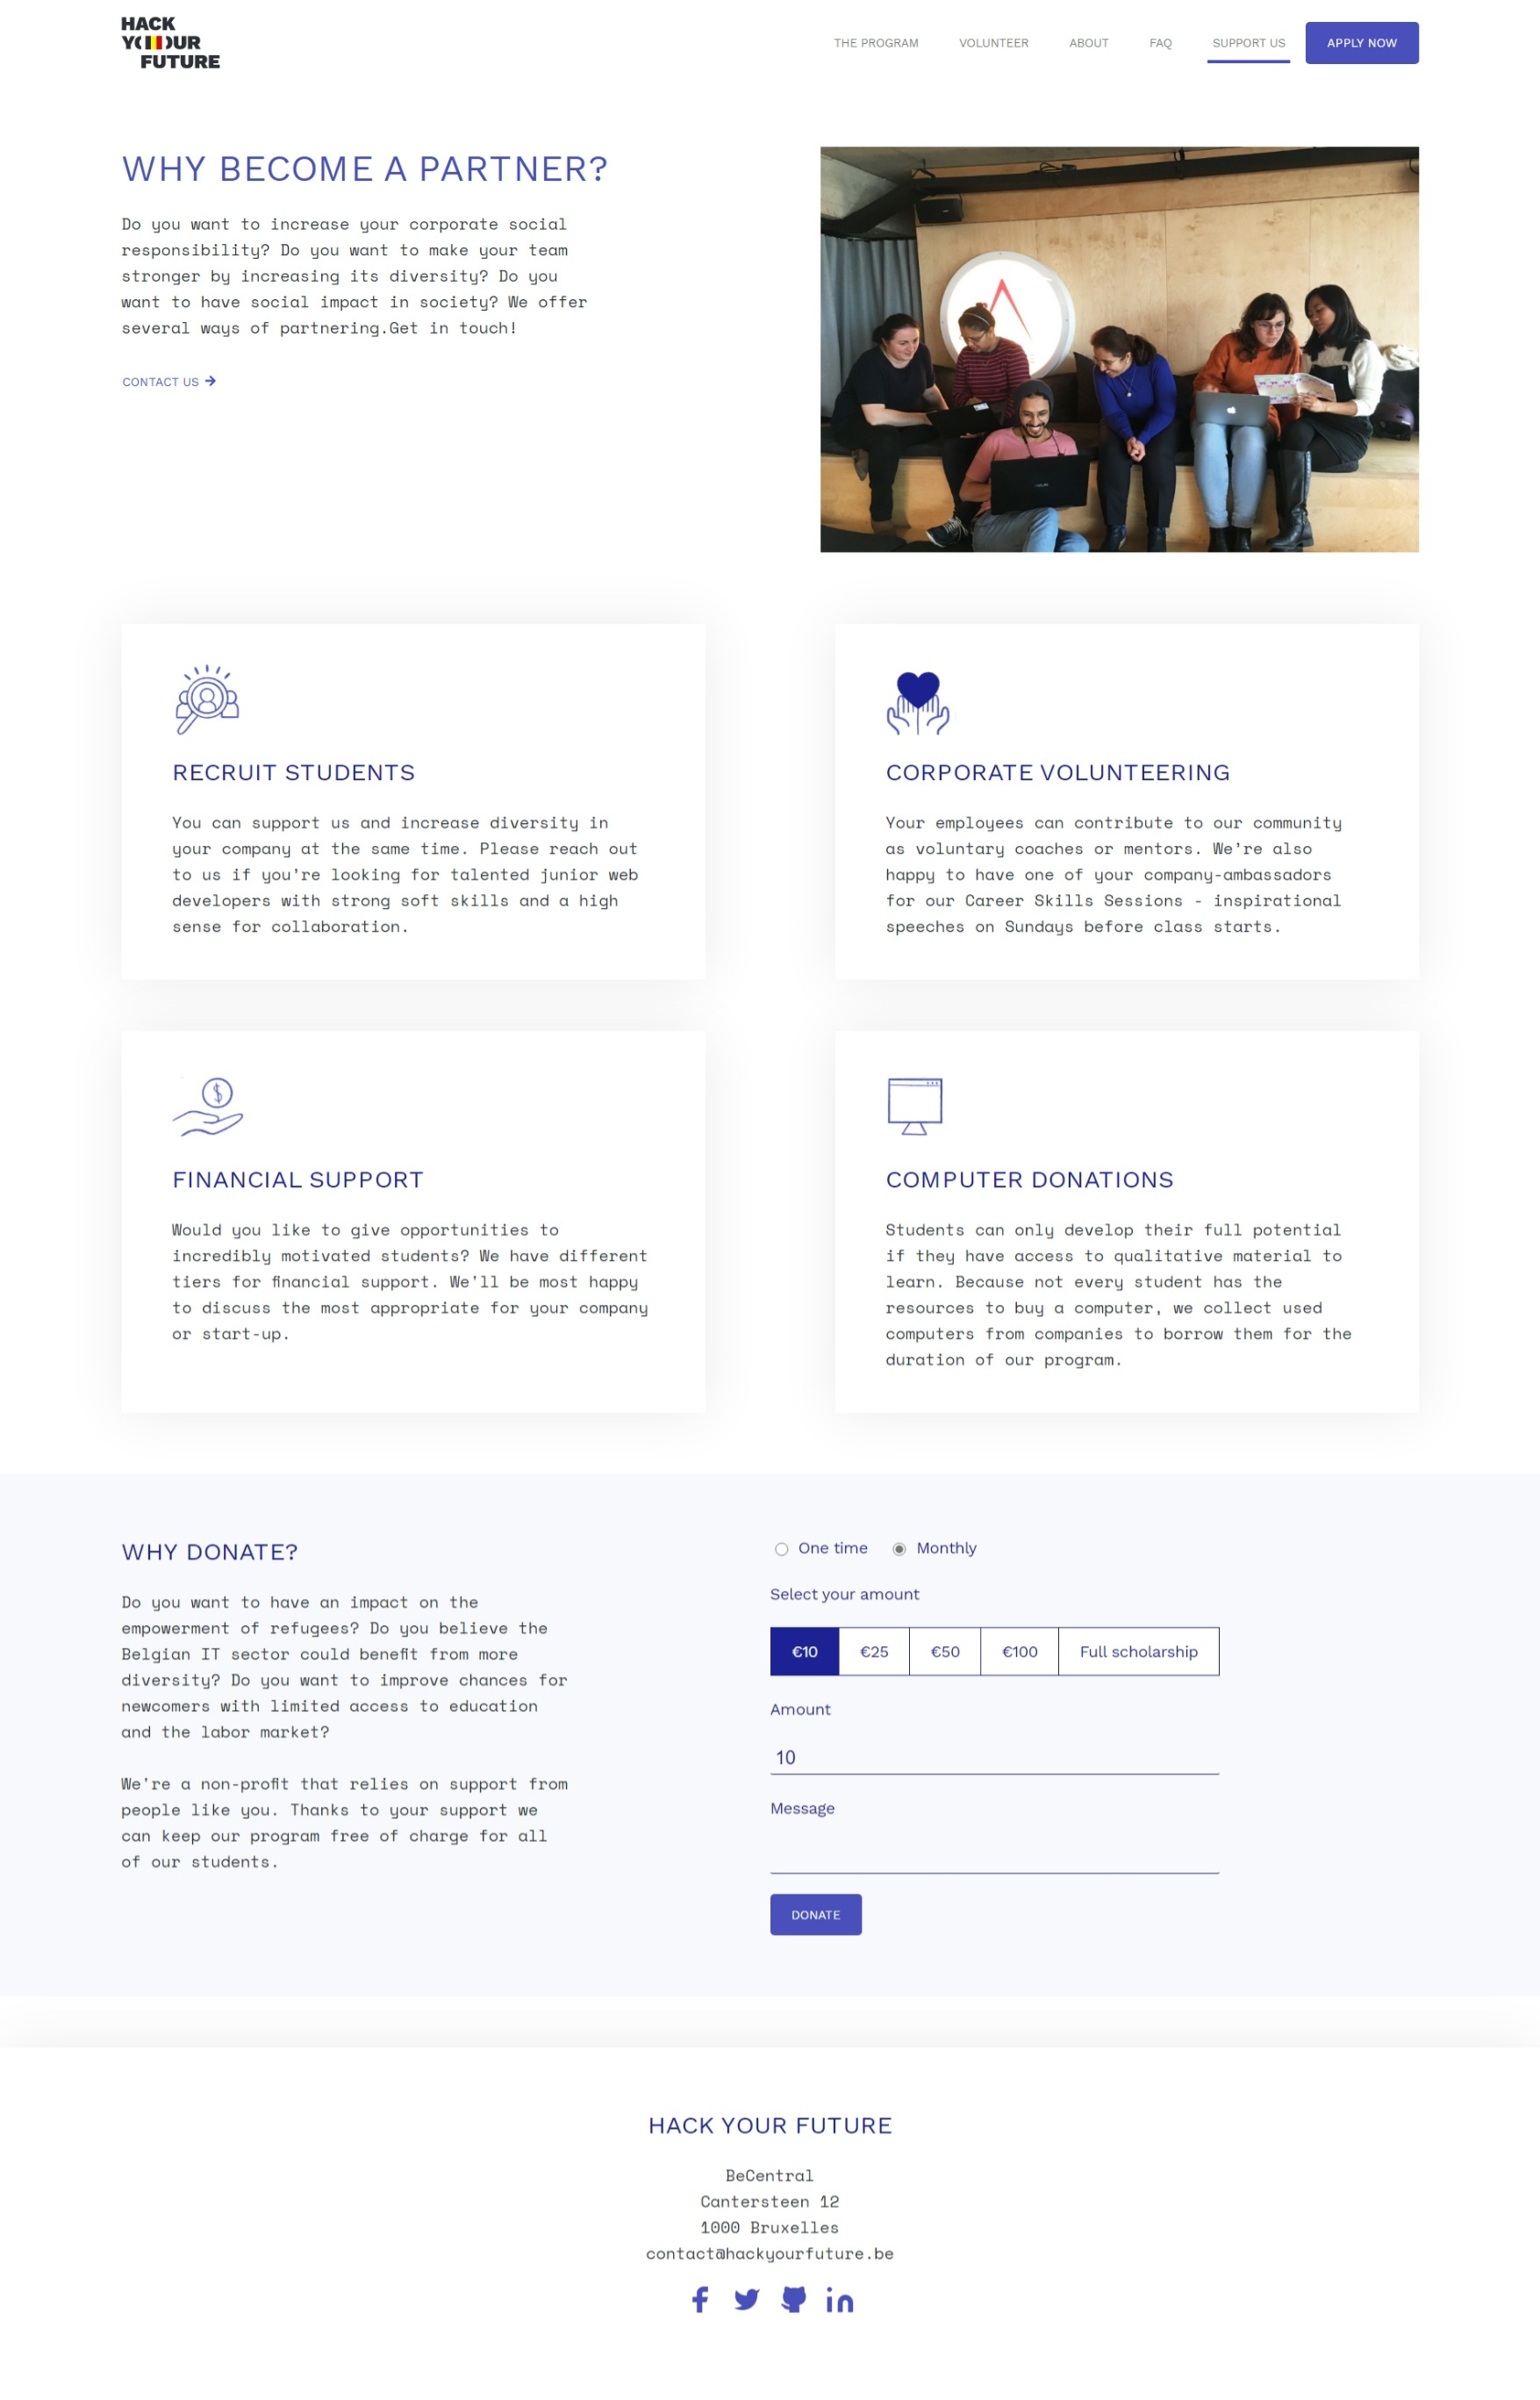 HACK
YOUR
FUTURE
THE PROGRAM
VOLUNTEER
ABOUT
FAQ
SUPPORT US
APPLY NOW
WHY BECOME A PARTNER?
Do you want to increase your corporate social
responsibility? Do you want to make your team
stronger by increasing its diversity? Do you
want to have social impact in society? We offer
several ways of partnering.Get in touch!
CONTACT US
RECRUIT STUDENTS
You can support us and increase diversity in
your company at the same time. Please reach out
to us if you’re looking for talented junior web
developers with strong soft skills and a high
sense for collaboration.
CORPORATE VOLUNTEERING
Your employees can contribute to our community
as voluntary coaches or mentors. We’re also
happy to have one of your company-ambassadors
for our Career Skills Sessions - inspirational
speeches on Sundays before class starts.
FINANCIAL SUPPORT
Would you like to give opportunities to
incredibly motivated students? We have different
tiers for financial support. We'll be most happy
to discuss the most appropriate for your company
or start-up.
COMPUTER DONATIONS
Students can only develop their full potential
if they have access to qualitative material to
learn. Because not every student has the
resources to buy a computer, we collect used
computers from companies to borrow them for the
duration of our program.
WHY DONATE?
Do you want to have an impact on the
empowerment of refugees? Do you believe the
Belgian IT sector could benefit from more
diversity? Do you want to improve chances for
newcomers with limited access to education
and the labor market?
We're a non-profit that relies on support from
people like you. Thanks to your support we
can keep our program free of charge for all
of our students.
One time
Monthly
Select your amount
€10
€25
€50
€100
Full scholarship
Amount
10
Message
DONATE
HACK YOUR FUTURE
BeCentral
Cantersteen 12
1000 Bruxelles
contact@hackyourfuture.be